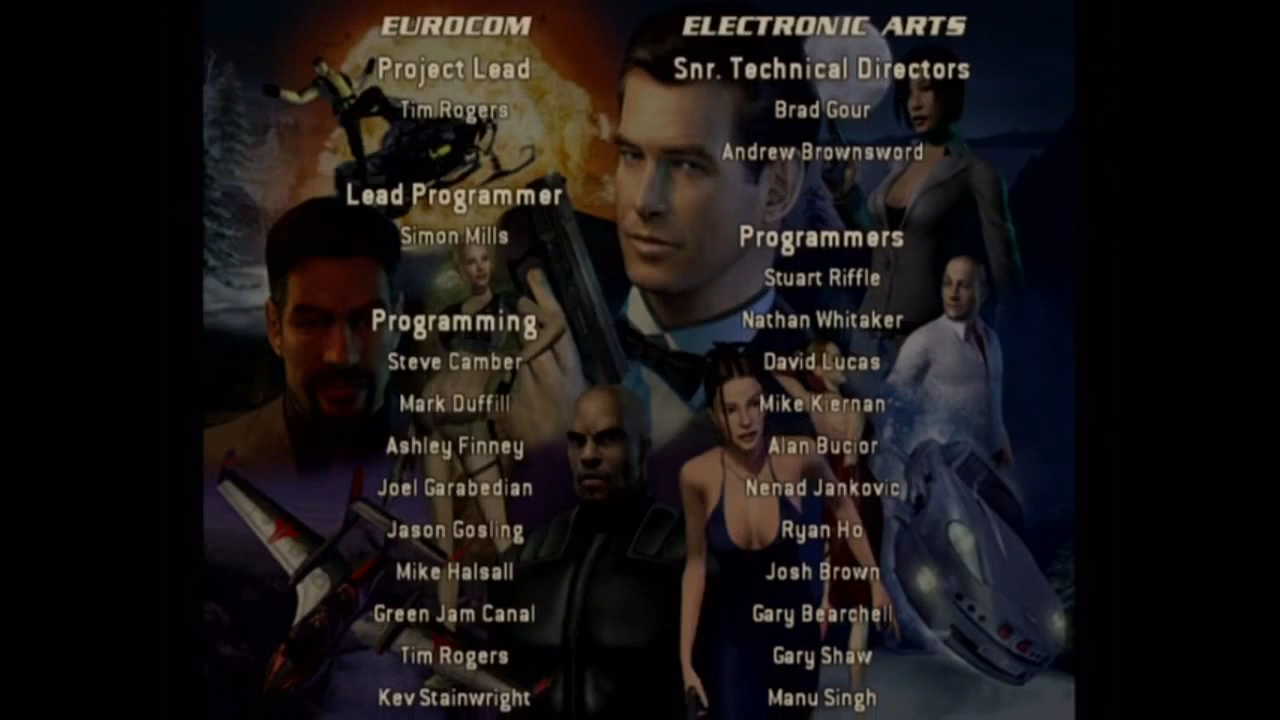 EUROCOM
Project Lead
Tim Rogers
Lead Programmer
Simon Mills
Programming
Steve Camber
Mark Duffill
Ashley Finney
Joel Garabedian
Jason Gosling
Mike Halsall
Green Jam Canal
Tim Rogers
Kev Stainwright
ELECTRONIC ARTS
Snr. Technical Directors
Brad Gour
Andrew Brownsword
Programmers
Stuart Riffle
Nathan Whitaker
David Lucas
Mike Kiernan
Alan Bucior
Nenad Jankovic
Ryan Ho
Josh Brown
Gary Bearchell
Gary Shaw
Manu Singh